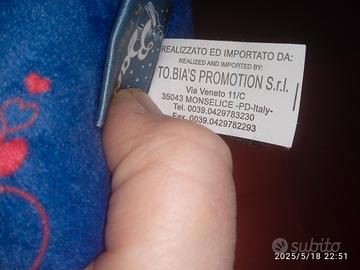 REALIZZATO ED IMPORTATO DA:
REALIZED AND IMPORTED BY:
TO.BIA'S PROMOTION S.r.l.
Via Veneto 11/C
35043 MONSELICE -PD-Italy-
Tel. 0039.0429783230
Fax. 0039.0429782293
subito
2025/5/18 22:51